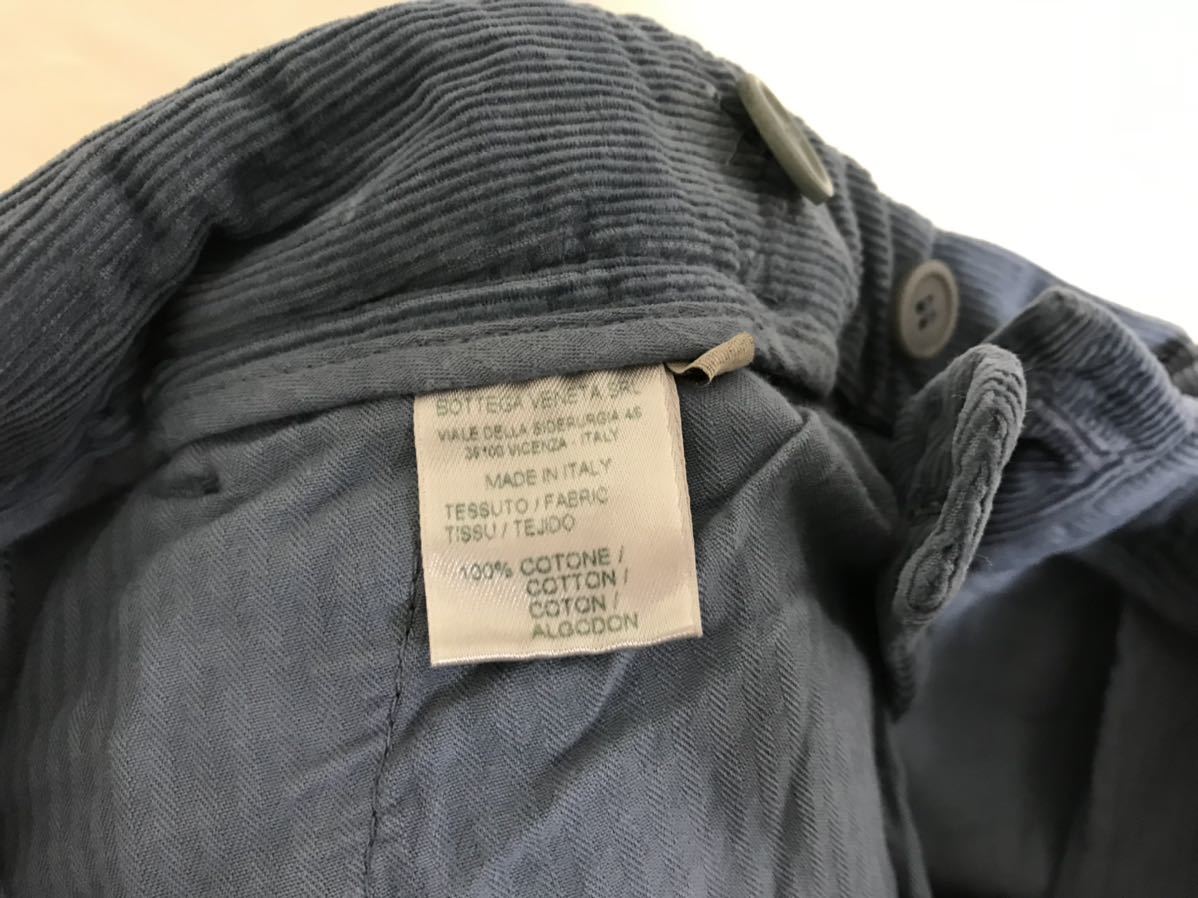 BOTTEGA VENETA SRL
VIALE DELLA SIDERURGIA 45
36100 VICENZA - ITALY
MADE IN ITALY
TESSUTO / FABRIC
TISSU / TEJIDO
100% COTONE /
COTTON /
COTON /
ALGODON